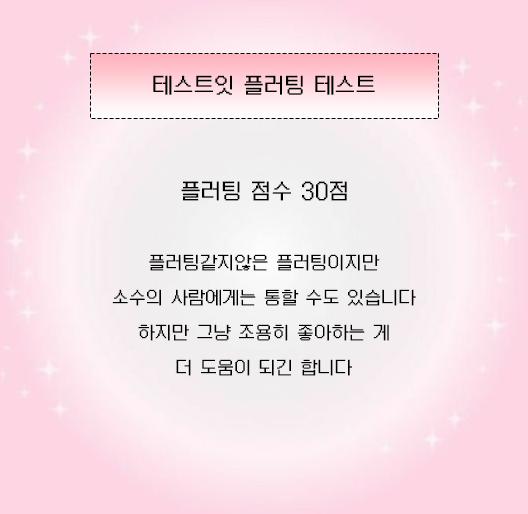 테스트잇 플러팅 테스트
플러팅 점수 30점
플러팅같지않은 플러팅이지만
소수의 사람에게는 통할 수도 있습니다
하지만 그냥 조용히 좋아하는 게
더 도움이 되긴 합니다